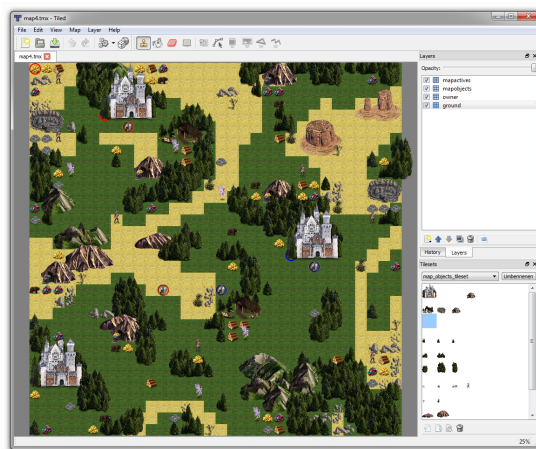 map4.tmx - Tiled
File Edit View Map Layer Help
map4.tmx
Layers
Opacity:
mapactives
mapobjects
owner
ground
History Layers
Tilesets
map_objects_tileset Umbenennen
25%